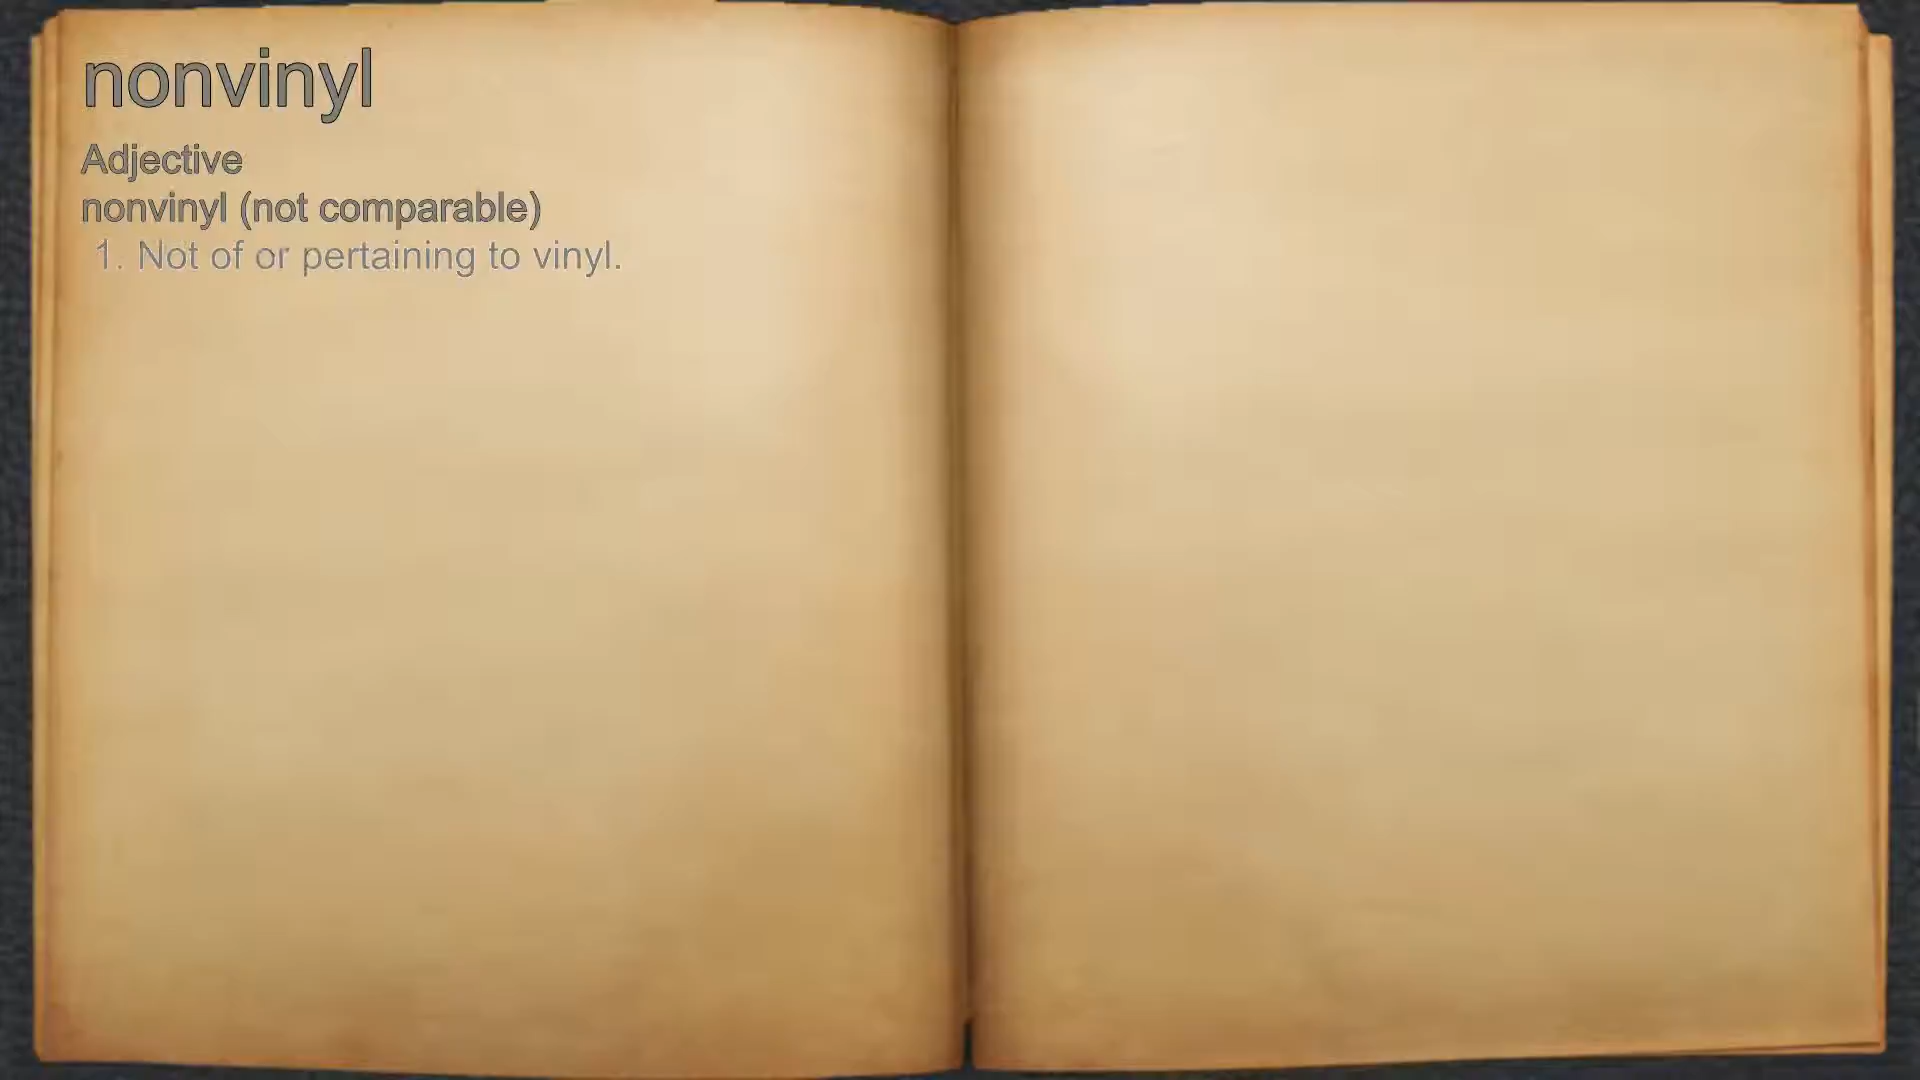 nonvinyl
Adjective
nonvinyl (not comparable)
1. Not of or pertaining to vinyl.